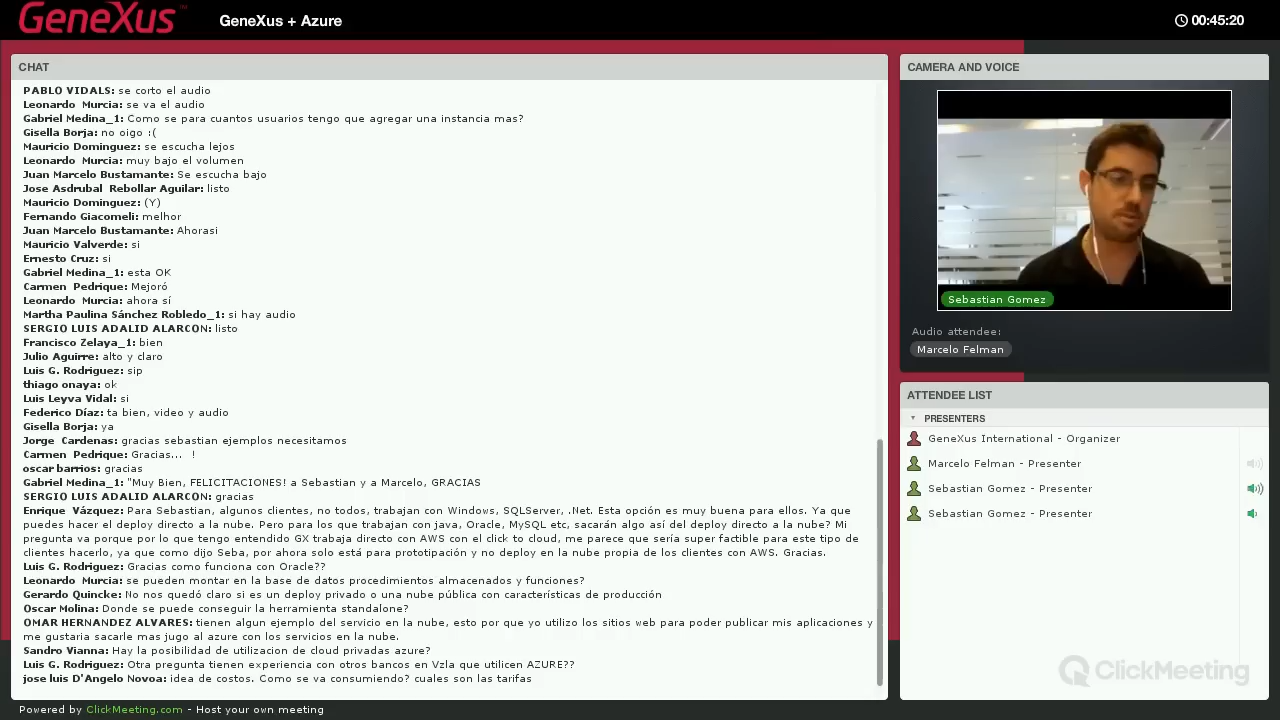 GeneXus™
GeneXus + Azure
00:45:20
CHAT
PABLO VIDALS: se corto el audio
Leonardo Murcia: se va el audio
Gabriel Medina_1: Como se para cuantos usuarios tengo que agregar una instancia mas?
Gisella Borja: no oigo :(
Mauricio Dominguez: se escucha lejos
Leonardo Murcia: muy bajo el volumen
Juan Marcelo Bustamante: Se escucha bajo
Jose Asdrubal Rebollar Aguilar: listo
Mauricio Dominguez: (Y)
Fernando Giacomeli: melhor
Juan Marcelo Bustamante: Ahorasi
Mauricio Valverde: si
Ernesto Cruz: si
Gabriel Medina_1: esta OK
Carmen Pedrique: Mejoró
Leonardo Murcia: ahora sí
Martha Paulina Sánchez Robledo_1: si hay audio
SERGIO LUIS ADALID ALARCON: listo
Francisco Zelaya_1: bien
Julio Aguirre: alto y claro
Luis G. Rodriguez: sip
thiago onaya: ok
Luis Leyva Vidal: si
Federico Díaz: ta bien, video y audio
Gisella Borja: ya
Jorge Cardenas: gracias sebastian ejemplos necesitamos
Carmen Pedrique: Gracias... !
oscar barrios: gracias
Gabriel Medina_1: "Muy Bien, FELICITACIONES! a Sebastian y a Marcelo, GRACIAS
SERGIO LUIS ADALID ALARCON: gracias
Enrique Vázquez: Para Sebastian, algunos clientes, no todos, trabajan con Windows, SQLServer, .Net. Esta opción es muy buena para ellos. Ya que
puedes hacer el deploy directo a la nube. Pero para los que trabajan con java, Oracle, MySQL etc, sacarán algo así del deploy directo a la nube? Mi
pregunta va porque por lo que tengo entendido GX trabaja directo con AWS con el click to cloud, me parece que sería super factible para este tipo de
clientes hacerlo, ya que como dijo Seba, por ahora solo está para prototipación y no deploy en la nube propia de los clientes con AWS. Gracias.
Luis G. Rodriguez: Gracias como funciona con Oracle??
Leonardo Murcia: se pueden montar en la base de datos procedimientos almacenados y funciones?
Gerardo Quincke: No nos quedó claro si es un deploy privado o una nube pública con características de producción
Oscar Molina: Donde se puede conseguir la herramienta standalone?
OMAR HERNANDEZ ALVARES: tienen algun ejemplo del servicio en la nube, esto por que yo utilizo los sitios web para poder publicar mis aplicaciones y
me gustaria sacarle mas jugo al azure con los servicios en la nube.
Sandro Vianna: Hay la posibilidad de utilizacion de cloud privadas azure?
Luis G. Rodriguez: Otra pregunta tienen experiencia con otros bancos en Vzla que utilicen AZURE??
jose luis D'Angelo Novoa: idea de costos. Como se va consumiendo? cuales son las tarifas
CAMERA AND VOICE
Sebastian Gomez
Audio attendee:
Marcelo Felman
ATTENDEE LIST
PRESENTERS
GeneXus International - Organizer
Marcelo Felman - Presenter
Sebastian Gomez - Presenter
Sebastian Gomez - Presenter
ClickMeeting
Powered by ClickMeeting.com - Host your own meeting